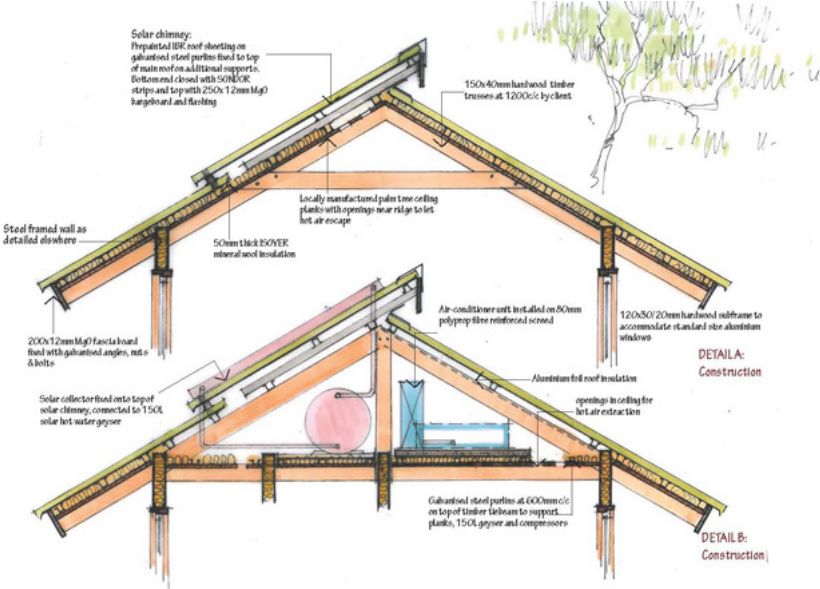 Solar chimney:
Prepainted IBR roof sheeting on
galvanised steel purlins fixed to top
of main roof on additional supports.
Bottom end closed with SONDOR
strips and top with 250x12mm MgO
bargeboard and flashing
150x40mm hardwood timber
trusses at 1200c/c by client
Locally manufactured palm tree ceiling
planks with openings near ridge to let
hot air escape
Steel framed wall as
detailed elswhere
50mm thick ISOVER
mineral wool insulation
200x12mm MgO fascia board
fixed with galvanised angles, nuts
& bolts
Air-conditioner unit installed on 80mm
polyprop fibre reinforced screed
120x30/20mm hardwood subframe to
accommodate standard size aluminium
windows
DETAIL A:
Construction
Solar collector fixed onto top of
solar chimney, connected to 150L
solar hot water geyser
Aluminium foil roof insulation
openings in ceiling for
hot air extraction
Galvanised steel purlins at 600mm c/c
on top of timber tiebeam to support
planks, 150L geyser and compressors
DETAIL B:
Construction